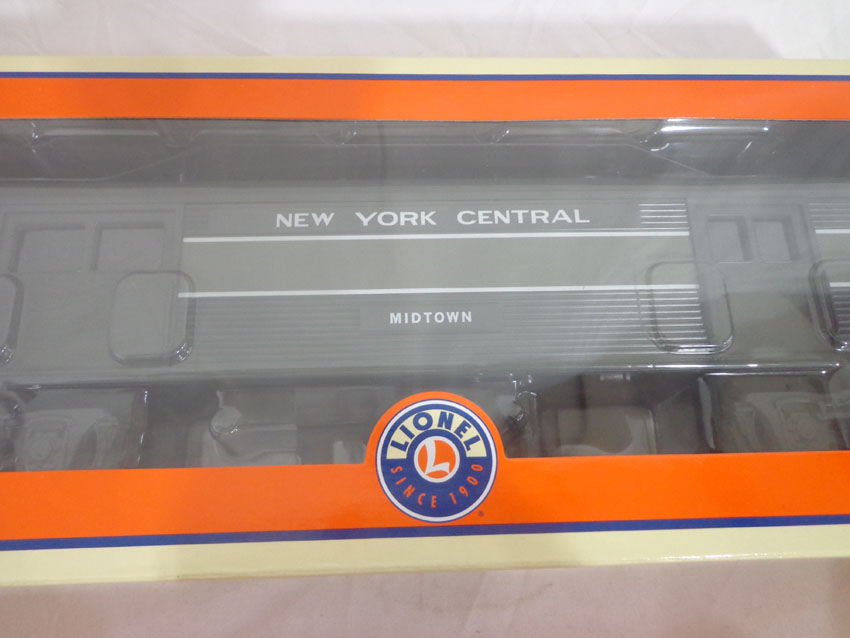 NEW YORK CENTRAL
MIDTOWN
LIONEL
L
SINCE 1900
®